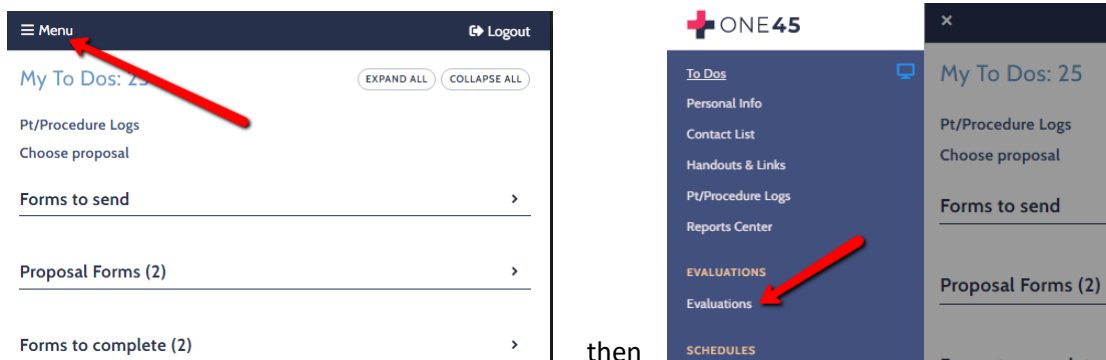 Menu
Logout
My To Dos: 25
EXPAND ALL
COLLAPSE ALL
Pt/Procedure Logs
Choose proposal
Forms to send
Proposal Forms (2)
Forms to complete (2)
then
ONE45
To Dos
Personal Info
Contact List
Handouts & Links
Pt/Procedure Logs
Reports Center
EVALUATIONS
Evaluations
SCHEDULES
×
My To Dos: 25
Pt/Procedure Logs
Choose proposal
Forms to send
Proposal Forms (2)